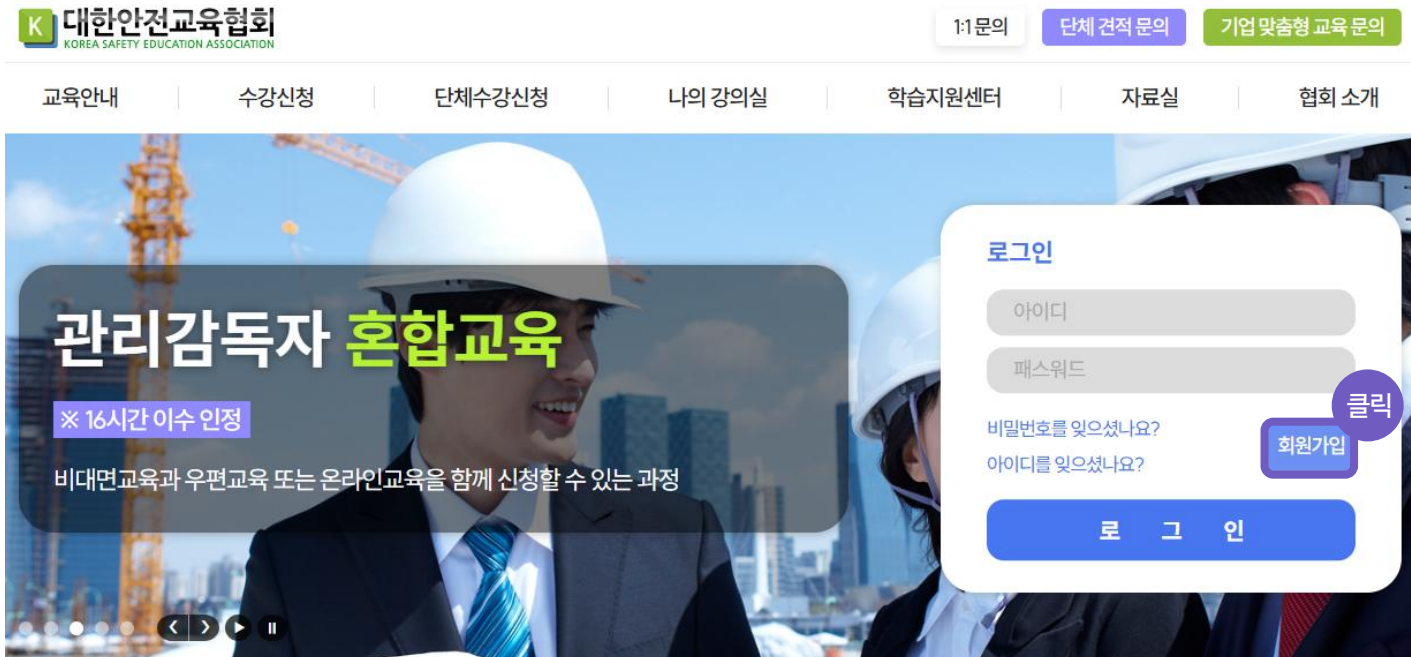 K 대한안전교육협회
KOREA SAFETY EDUCATION ASSOCIATION
1:1 문의
단체 견적 문의
기업 맞춤형 교육 문의
교육안내
수강신청
단체수강신청
나의 강의실
학습지원센터
자료실
협회 소개
관리감독자 혼합교육
※ 16시간 이수 인정
비대면교육과 우편교육 또는 온라인교육을 함께 신청할 수 있는 과정
로그인
아이디
패스워드
클릭
비밀번호를 잊으셨나요?
회원가입
아이디를 잊으셨나요?
로 그 인